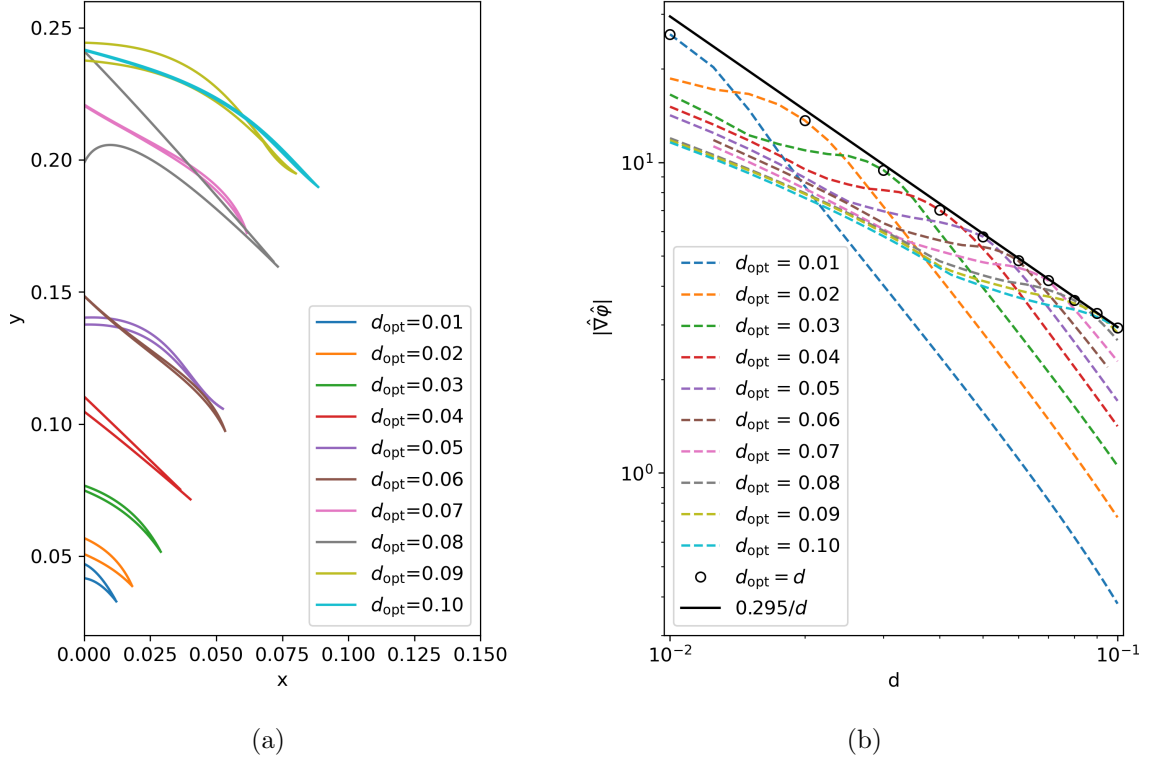 0.25
0.20
0.15
0.10
0.05
y
0.000 0.025 0.050 0.075 0.100 0.125 0.150
x
d_opt=0.01
d_opt=0.02
d_opt=0.03
d_opt=0.04
d_opt=0.05
d_opt=0.06
d_opt=0.07
d_opt=0.08
d_opt=0.09
d_opt=0.10
(a)
10^1
10^0
|∇̂φ̂|
10^−2 10^−1
d
d_opt = 0.01
d_opt = 0.02
d_opt = 0.03
d_opt = 0.04
d_opt = 0.05
d_opt = 0.06
d_opt = 0.07
d_opt = 0.08
d_opt = 0.09
d_opt = 0.10
d_opt = d
0.295/d
(b)